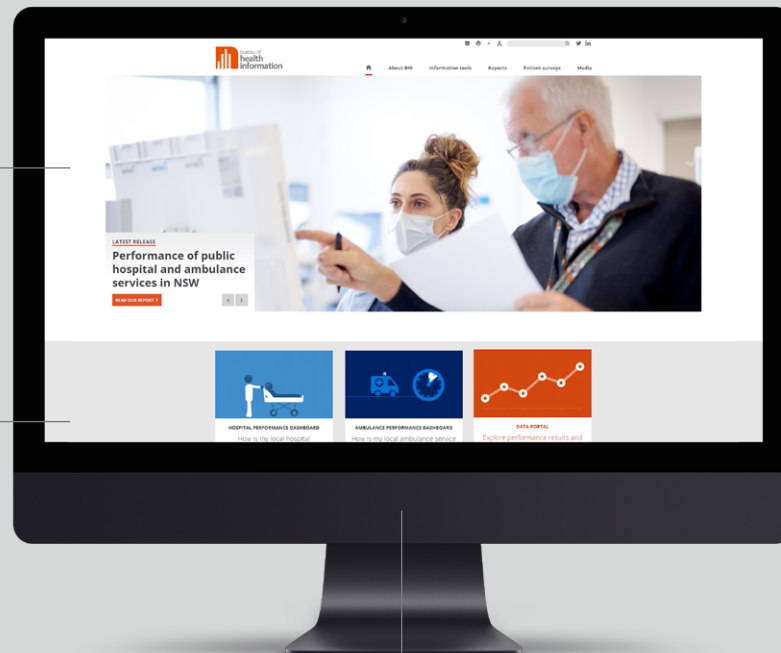 bureau of
health
information
About BHI Information tools Reports Patient surveys Media
LATEST RELEASE
Performance of public
hospital and ambulance
services in NSW
READ OUR REPORT >
HOSPITAL PERFORMANCE DASHBOARD
How is my local hospital
AMBULANCE PERFORMANCE DASHBOARD
How is my local ambulance service
DATA PORTAL
Explore performance results and